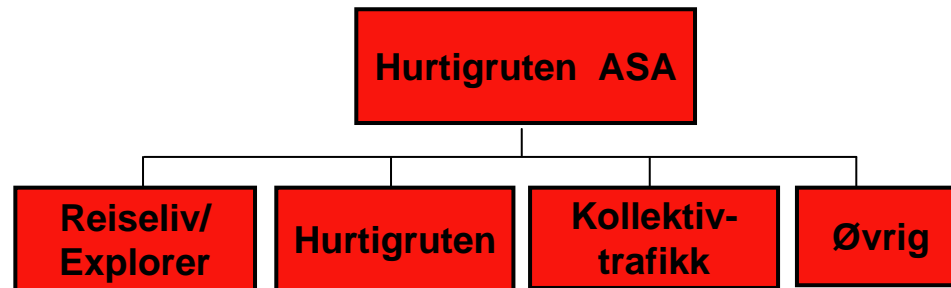 Hurtigruten ASA
Reiseliv/
Explorer
Hurtigruten
Kollektiv-
trafikk
Øvrig